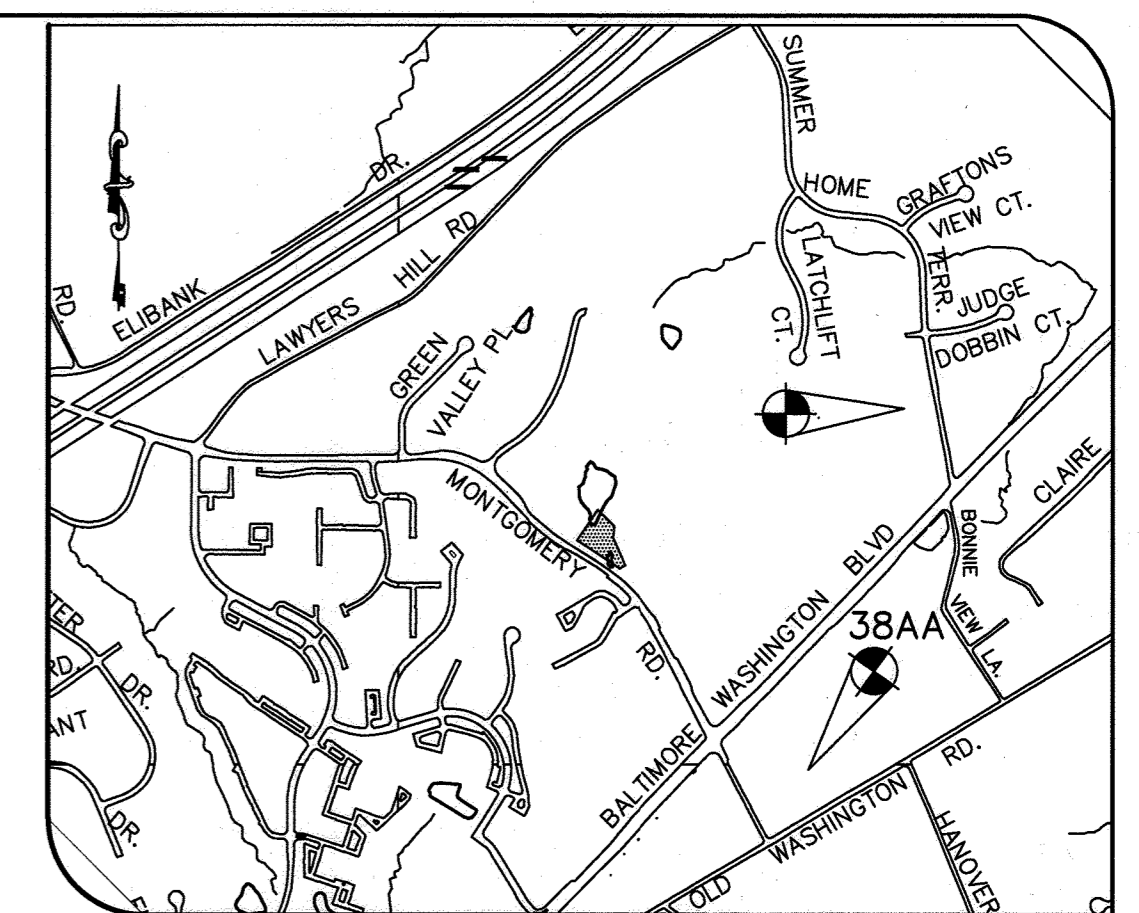 SUMMER
HOME
TERR.
GRAFTONS
VIEW CT.
LATCHLIFT
CT.
JUDGE
DOBBIN CT.
DR.
ELIBANK
RD.
LAWYERS
HILL RD
GREEN
VALLEY PL.
MONTGOMERY
RD.
CLAIRE
BONNIE
VIEW
LA.
BALTIMORE
WASHINGTON
BLVD
38AA
RD.
DR.
ANT
DR.
OLD
WASHINGTON
RD.
HANOVER